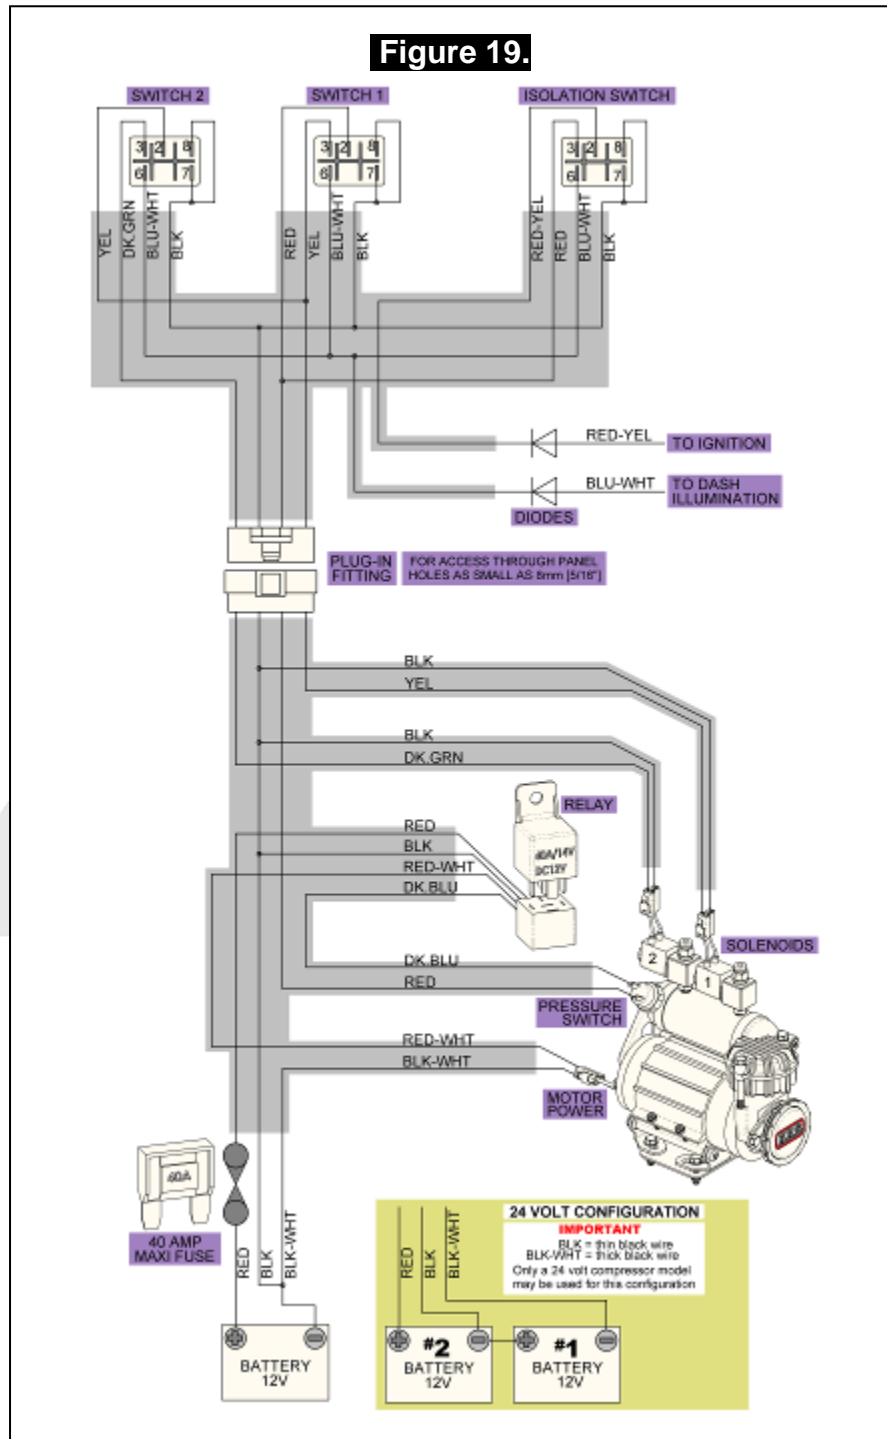 Figure 19.
SWITCH 2
SWITCH 1
ISOLATION SWITCH
3 2 8
6 7
3 2 8
6 7
3 2 8
6 7
YEL
DK.GRN
BLU-WHT
BLK
RED
YEL
BLU-WHT
BLK
RED-YEL
RED
BLU-WHT
BLK
RED-YEL
TO IGNITION
BLU-WHT
TO DASH
ILLUMINATION
DIODES
PLUG-IN
FITTING
FOR ACCESS THROUGH PANEL
HOLES AS SMALL AS 8mm [5/16"]
BLK
YEL
BLK
DK.GRN
RELAY
40A/14V
DC12V
RED
BLK
RED-WHT
DK.BLU
SOLENOIDS
2
1
DK.BLU
RED
PRESSURE
SWITCH
RED-WHT
BLK-WHT
MOTOR
POWER
40A
40 AMP
MAXI FUSE
RED
BLK
BLK-WHT
BATTERY
12V
24 VOLT CONFIGURATION
IMPORTANT
BLK = thin black wire
BLK-WHT = thick black wire
Only a 24 volt compressor model
may be used for this configuration
RED
BLK
BLK-WHT
#2
BATTERY
12V
#1
BATTERY
12V